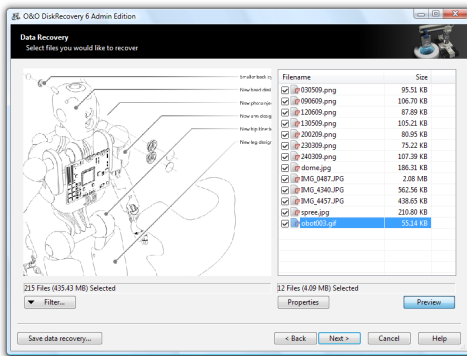 O&O DiskRecovery 6 Admin Edition
Data Recovery
Select files you would like to recover
Smaller back
New head desi
New phone
New arm desig
New leg desig
Filename Size
030509.png 95.51 KB
090609.png 106.70 KB
120609.png 87.89 KB
130509.png 105.21 KB
200209.png 80.95 KB
230309.png 75.22 KB
240309.png 107.39 KB
dome.jpg 186.31 KB
IMG_0487.JPG 2.08 MB
IMG_4340.JPG 562.56 KB
IMG_4457.JPG 438.65 KB
spree.jpg 210.80 KB
obot003.gif 55.14 KB
215 Files (435.43 MB) Selected
12 Files (4.09 MB) Selected
Filter...
Properties
Preview
Save data recovery...
< Back
Next >
Cancel
Help